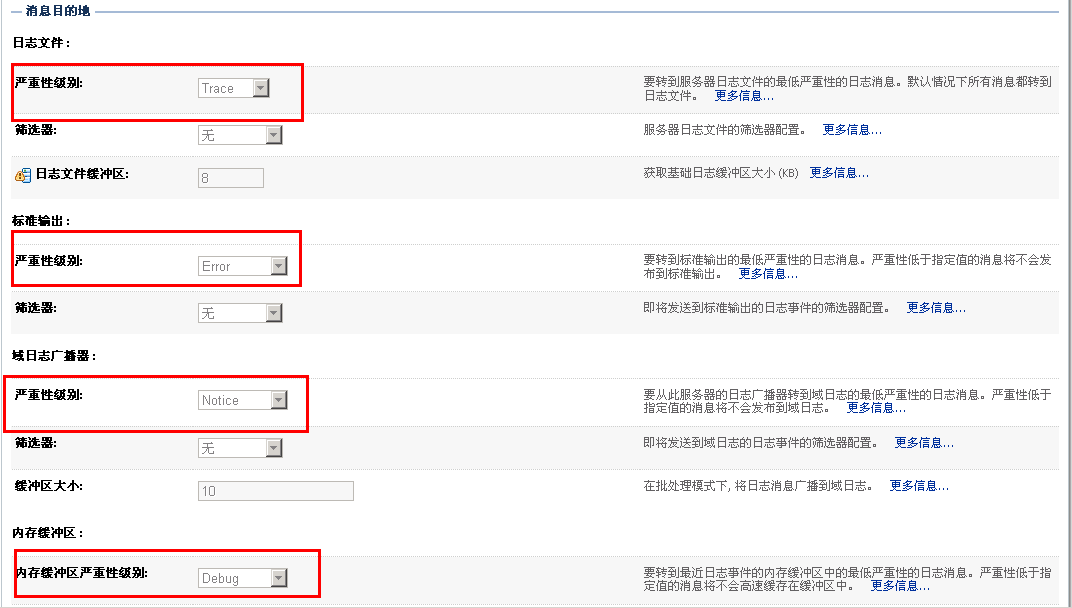 消息目的地
日志文件:
严重性级别:
Trace
要转到服务器日志文件的最低严重性的日志消息。默认情况下所有消息都转到
日志文件。 更多信息...
筛选器:
无
服务器日志文件的筛选器配置。 更多信息...
日志文件缓冲区:
8
获取基础日志缓冲区大小(KB) 更多信息...
标准输出:
严重性级别:
Error
要转到标准输出的最低严重性的日志消息。严重性低于指定值的消息将不会发
布到标准输出。 更多信息...
筛选器:
无
即将发送到标准输出的日志事件的筛选器配置。 更多信息...
域日志广播器:
严重性级别:
Notice
要从此服务器的日志广播器转到域日志的最低严重性的日志消息。严重性低于
指定值的消息将不会发布到域日志。 更多信息...
筛选器:
无
即将发送到域日志的日志事件的筛选器配置。 更多信息...
缓冲区大小:
10
在批处理模式下, 将日志消息广播到域日志。 更多信息...
内存缓冲区:
内存缓冲区严重性级别:
Debug
要转到最近日志事件的内存缓冲区中的最低严重性的日志消息。严重性低于指
定值的消息将不会高速缓存在缓冲区中。 更多信息...